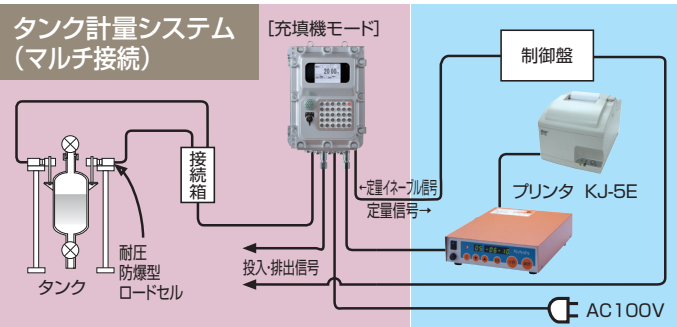 タンク計量システム
(マルチ接続)
[充填機モード]
制御盤
接続箱
←定量イネーブル信号
定量信号→
プリンタ KJ-5E
耐圧
防爆型
ロードセル
タンク
投入・排出信号
AC100V